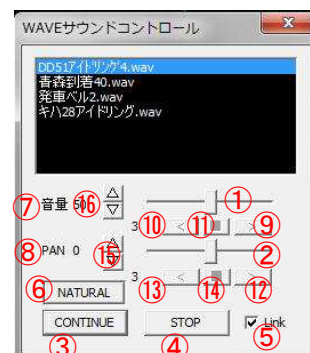 WAVEサウンドコントロール
DD51アイドリング4.wav
青森到着40.wav
発車ベル2.wav
キハ28アイドリング.wav
⑦ 音量 50 ⑯ ①
3 ⑩ < ⑪ > ⑨
⑧ PAN 0 ⑮ ②
3 < >
⑬ ⑭ ⑫
⑥ NATURAL
CONTINUE STOP Link
③ ④ ⑤